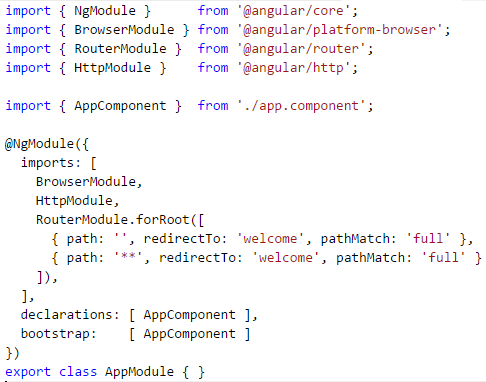 import { NgModule }      from '@angular/core';
import { BrowserModule } from '@angular/platform-browser';
import { RouterModule }  from '@angular/router';
import { HttpModule }    from '@angular/http';

import { AppComponent }  from './app.component';

@NgModule({
  imports: [
    BrowserModule,
    HttpModule,
    RouterModule.forRoot([
      { path: '', redirectTo: 'welcome', pathMatch: 'full' },
      { path: '**', redirectTo: 'welcome', pathMatch: 'full' }
    ]),
  ],
  declarations: [ AppComponent ],
  bootstrap:    [ AppComponent ]
})
export class AppModule { }